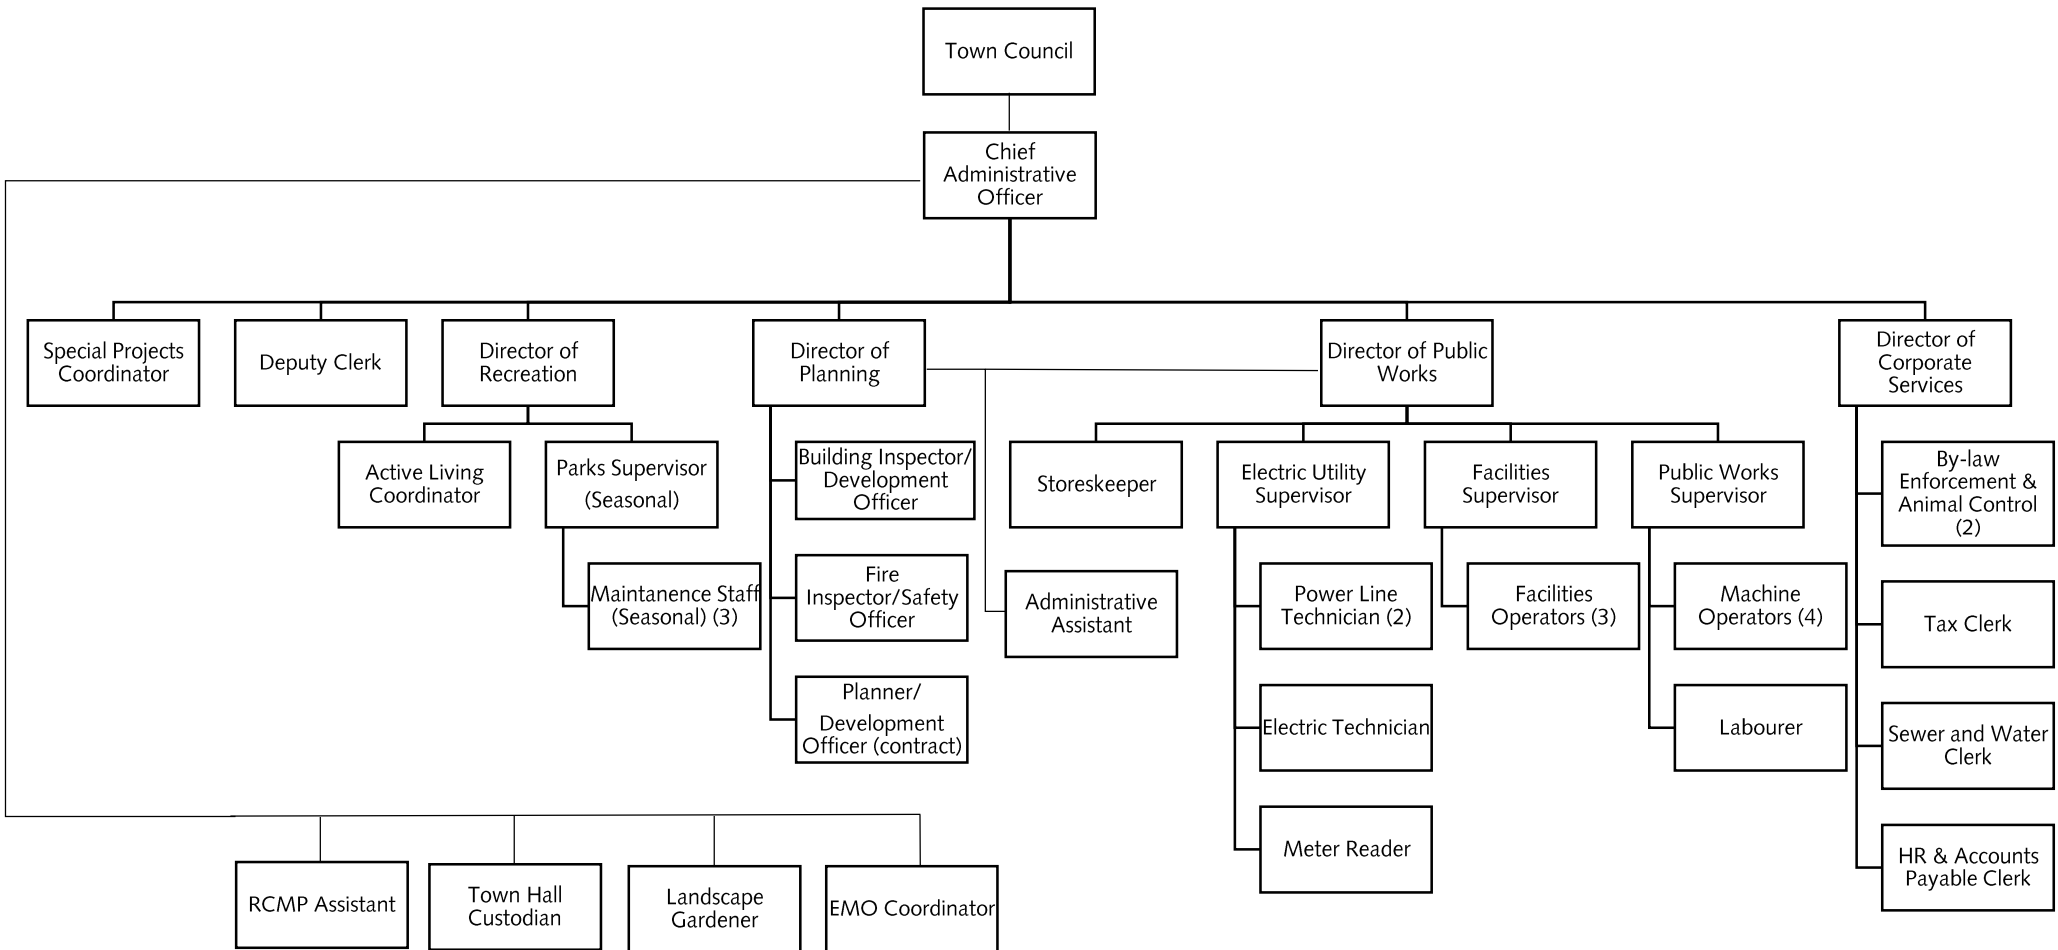 Town Council
Chief
Administrative
Officer
Special Projects
Coordinator
Deputy Clerk
Director of
Recreation
Director of
Planning
Director of Public
Works
Director of
Corporate
Services
Active Living
Coordinator
Parks Supervisor
(Seasonal)
Maintanence Staff
(Seasonal) (3)
Building Inspector/
Development
Officer
Fire
Inspector/Safety
Officer
Planner/
Development
Officer (contract)
Administrative
Assistant
Storeskeeper
Electric Utility
Supervisor
Power Line
Technician (2)
Electric Technician
Meter Reader
Facilities
Supervisor
Facilities
Operators (3)
Public Works
Supervisor
Machine
Operators (4)
Labourer
By-law
Enforcement &
Animal Control
(2)
Tax Clerk
Sewer and Water
Clerk
HR & Accounts
Payable Clerk
RCMP Assistant
Town Hall
Custodian
Landscape
Gardener
EMO Coordinator